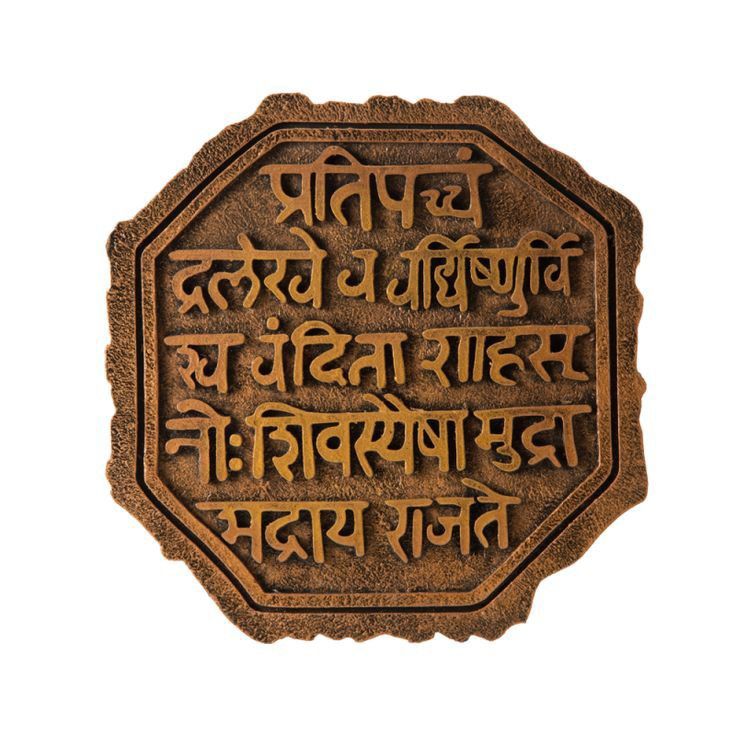 प्रतिपच्चं
द्रलेखेव वर्धिष्णुर्वि
स्व वंदिता शाहसू
नोः शिवस्यैषा मुद्रा
भद्राय राजते